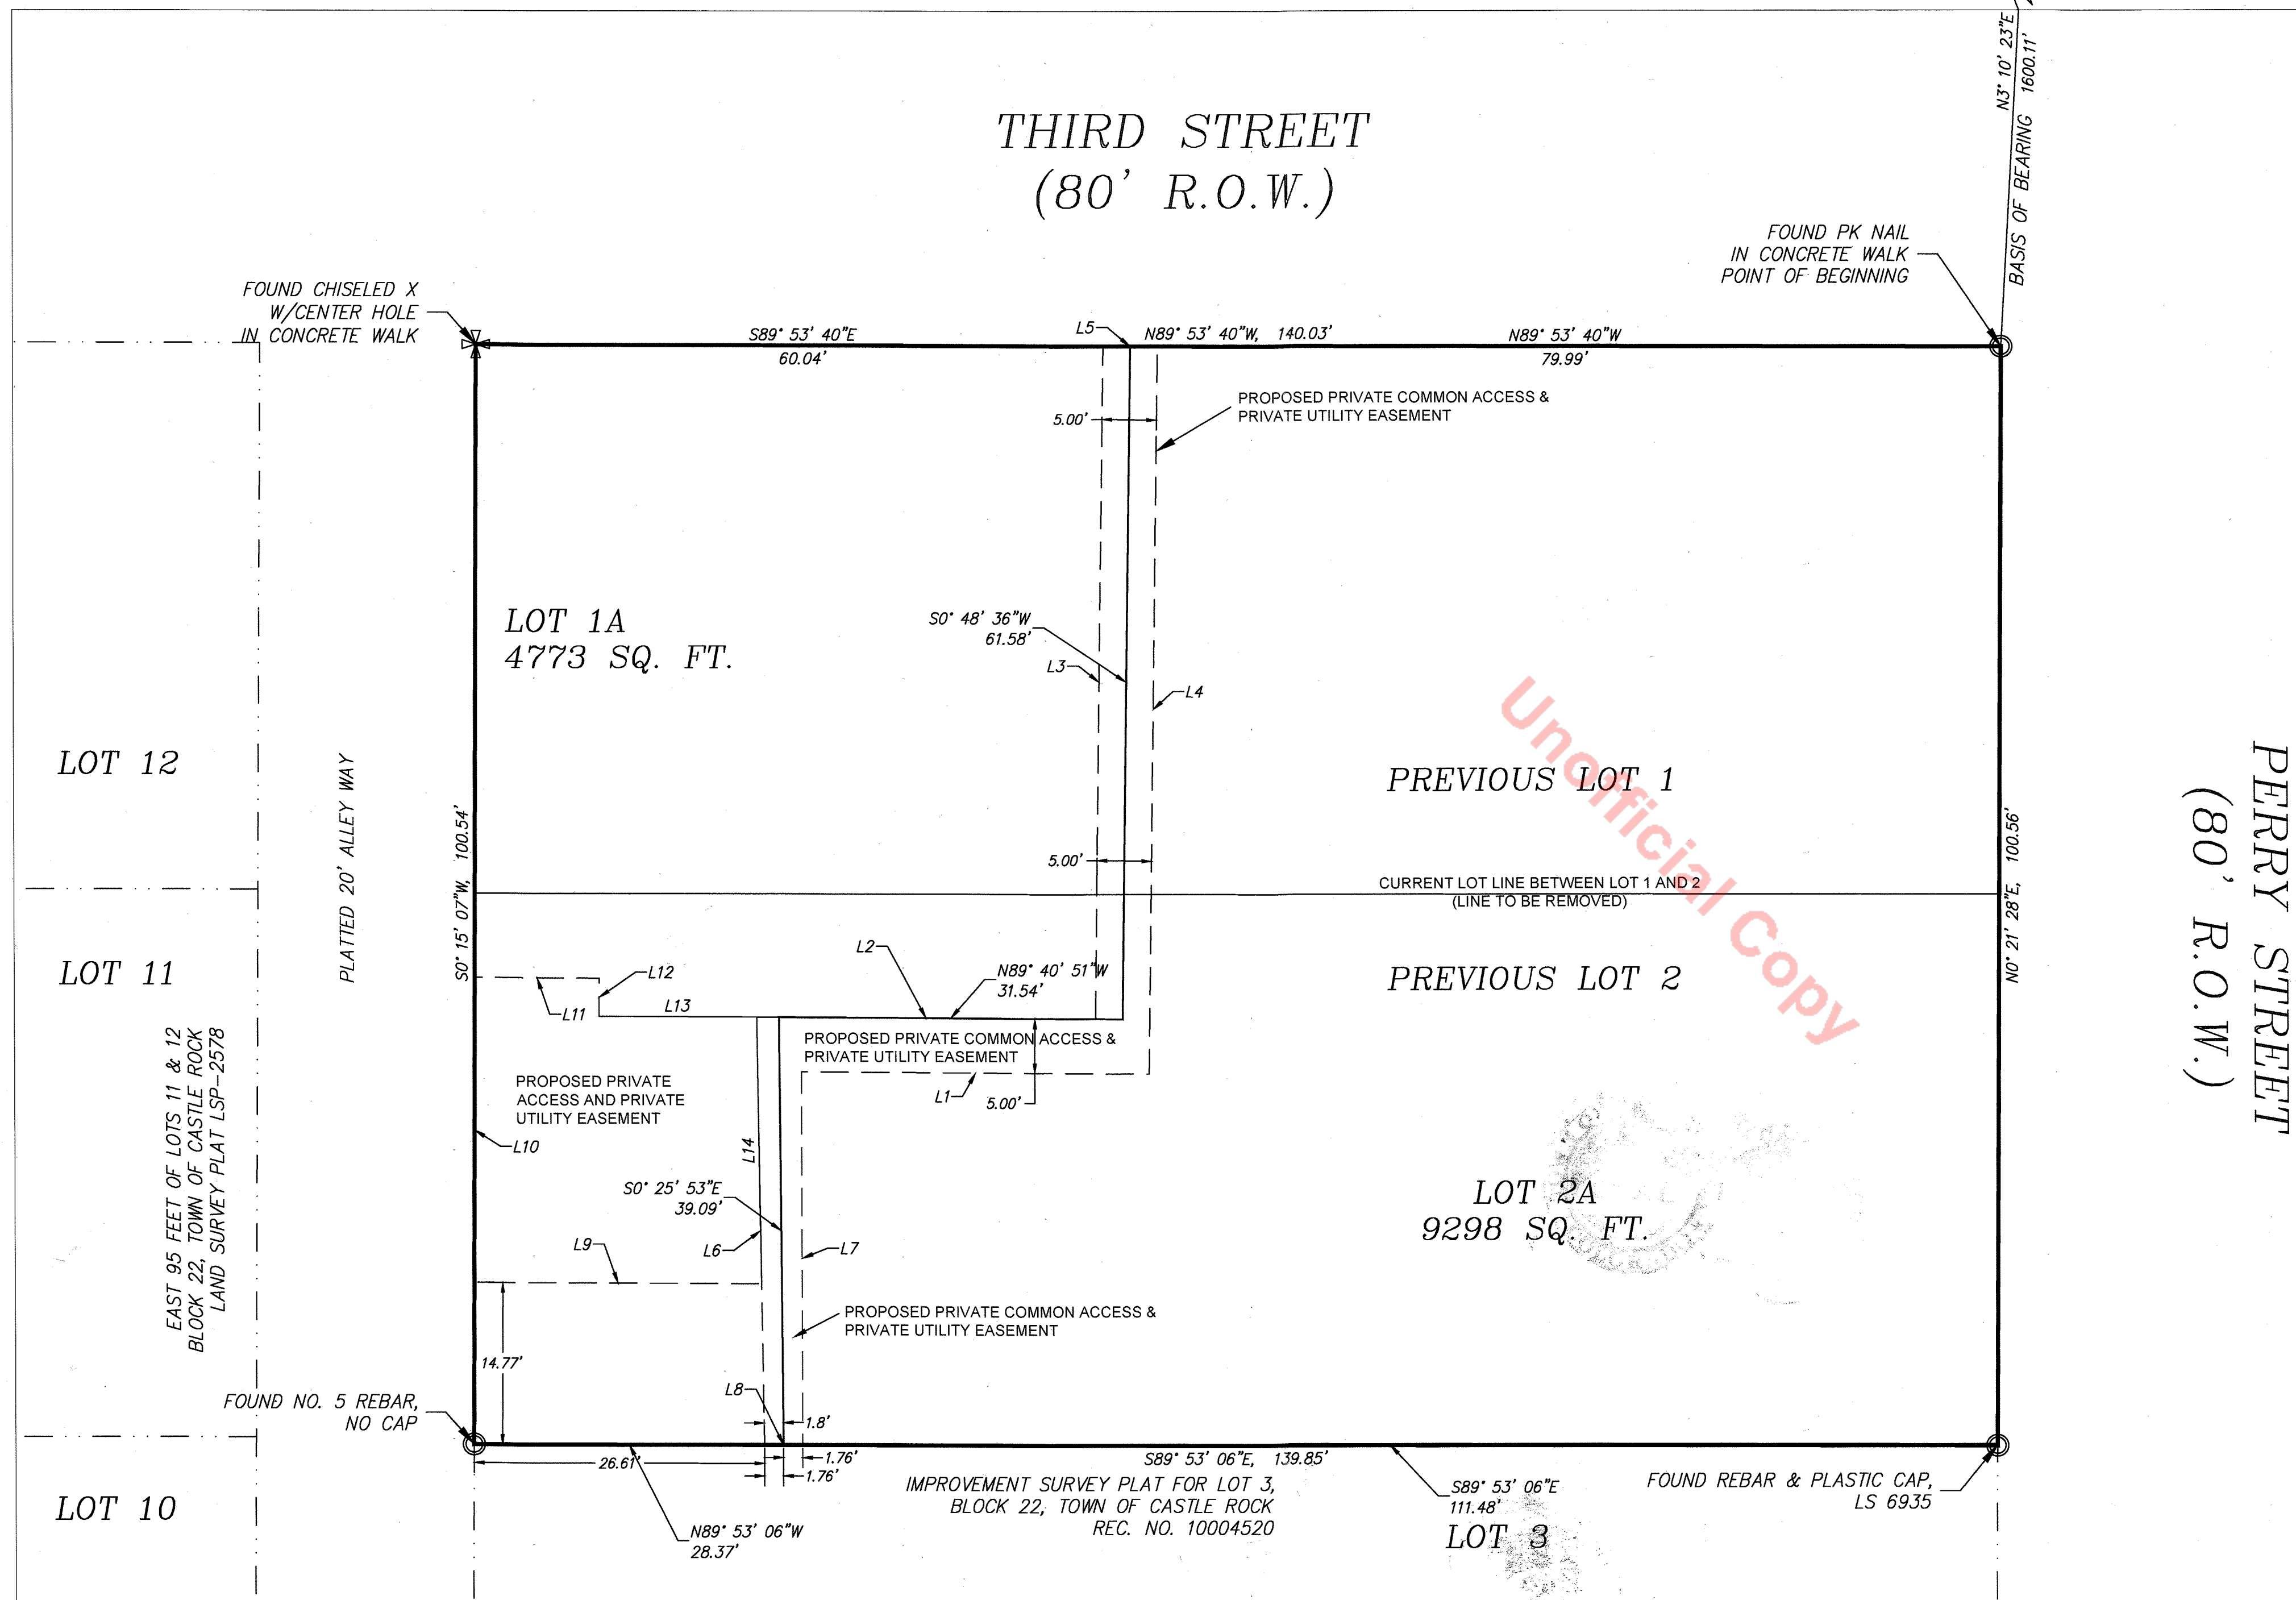 N3° 10' 23"E
BASIS OF BEARING 1600.11'
THIRD STREET
(80' R.O.W.)
FOUND PK NAIL
IN CONCRETE WALK
POINT OF BEGINNING
FOUND CHISELED X
W/CENTER HOLE
IN CONCRETE WALK
S89° 53' 40"E
60.04'
L5
N89° 53' 40"W, 140.03'
N89° 53' 40"W
79.99'
PROPOSED PRIVATE COMMON ACCESS &
PRIVATE UTILITY EASEMENT
5.00'
LOT 1A
4773 SQ. FT.
S0° 48' 36"W
61.58'
L3
L4
LOT 12
PLATTED 20' ALLEY WAY
S0° 15' 07"W, 100.54'
PREVIOUS LOT 1
5.00'
CURRENT LOT LINE BETWEEN LOT 1 AND 2
(LINE TO BE REMOVED)
Unofficial Copy
N0° 21' 28"E, 100.56'
PERRY STREET
(80' R.O.W.)
LOT 11
L2
N89° 40' 51"W
31.54'
PREVIOUS LOT 2
L12
L11
L13
PROPOSED PRIVATE COMMON ACCESS &
PRIVATE UTILITY EASEMENT
L1
5.00'
EAST 95 FEET OF LOTS 11 & 12
BLOCK 22, TOWN OF CASTLE ROCK
LAND SURVEY PLAT LSP-2578
PROPOSED PRIVATE
ACCESS AND PRIVATE
UTILITY EASEMENT
L10
L14
S0° 25' 53"E
39.09'
L6
L7
L9
LOT 2A
9298 SQ. FT.
PROPOSED PRIVATE COMMON ACCESS &
PRIVATE UTILITY EASEMENT
14.77'
L8
1.8'
FOUND NO. 5 REBAR,
NO CAP
26.61'
1.76'
1.76'
S89° 53' 06"E, 139.85'
IMPROVEMENT SURVEY PLAT FOR LOT 3,
BLOCK 22, TOWN OF CASTLE ROCK
REC. NO. 10004520
S89° 53' 06"E
111.48'
FOUND REBAR & PLASTIC CAP,
LS 6935
LOT 10
N89° 53' 06"W
28.37'
LOT 3